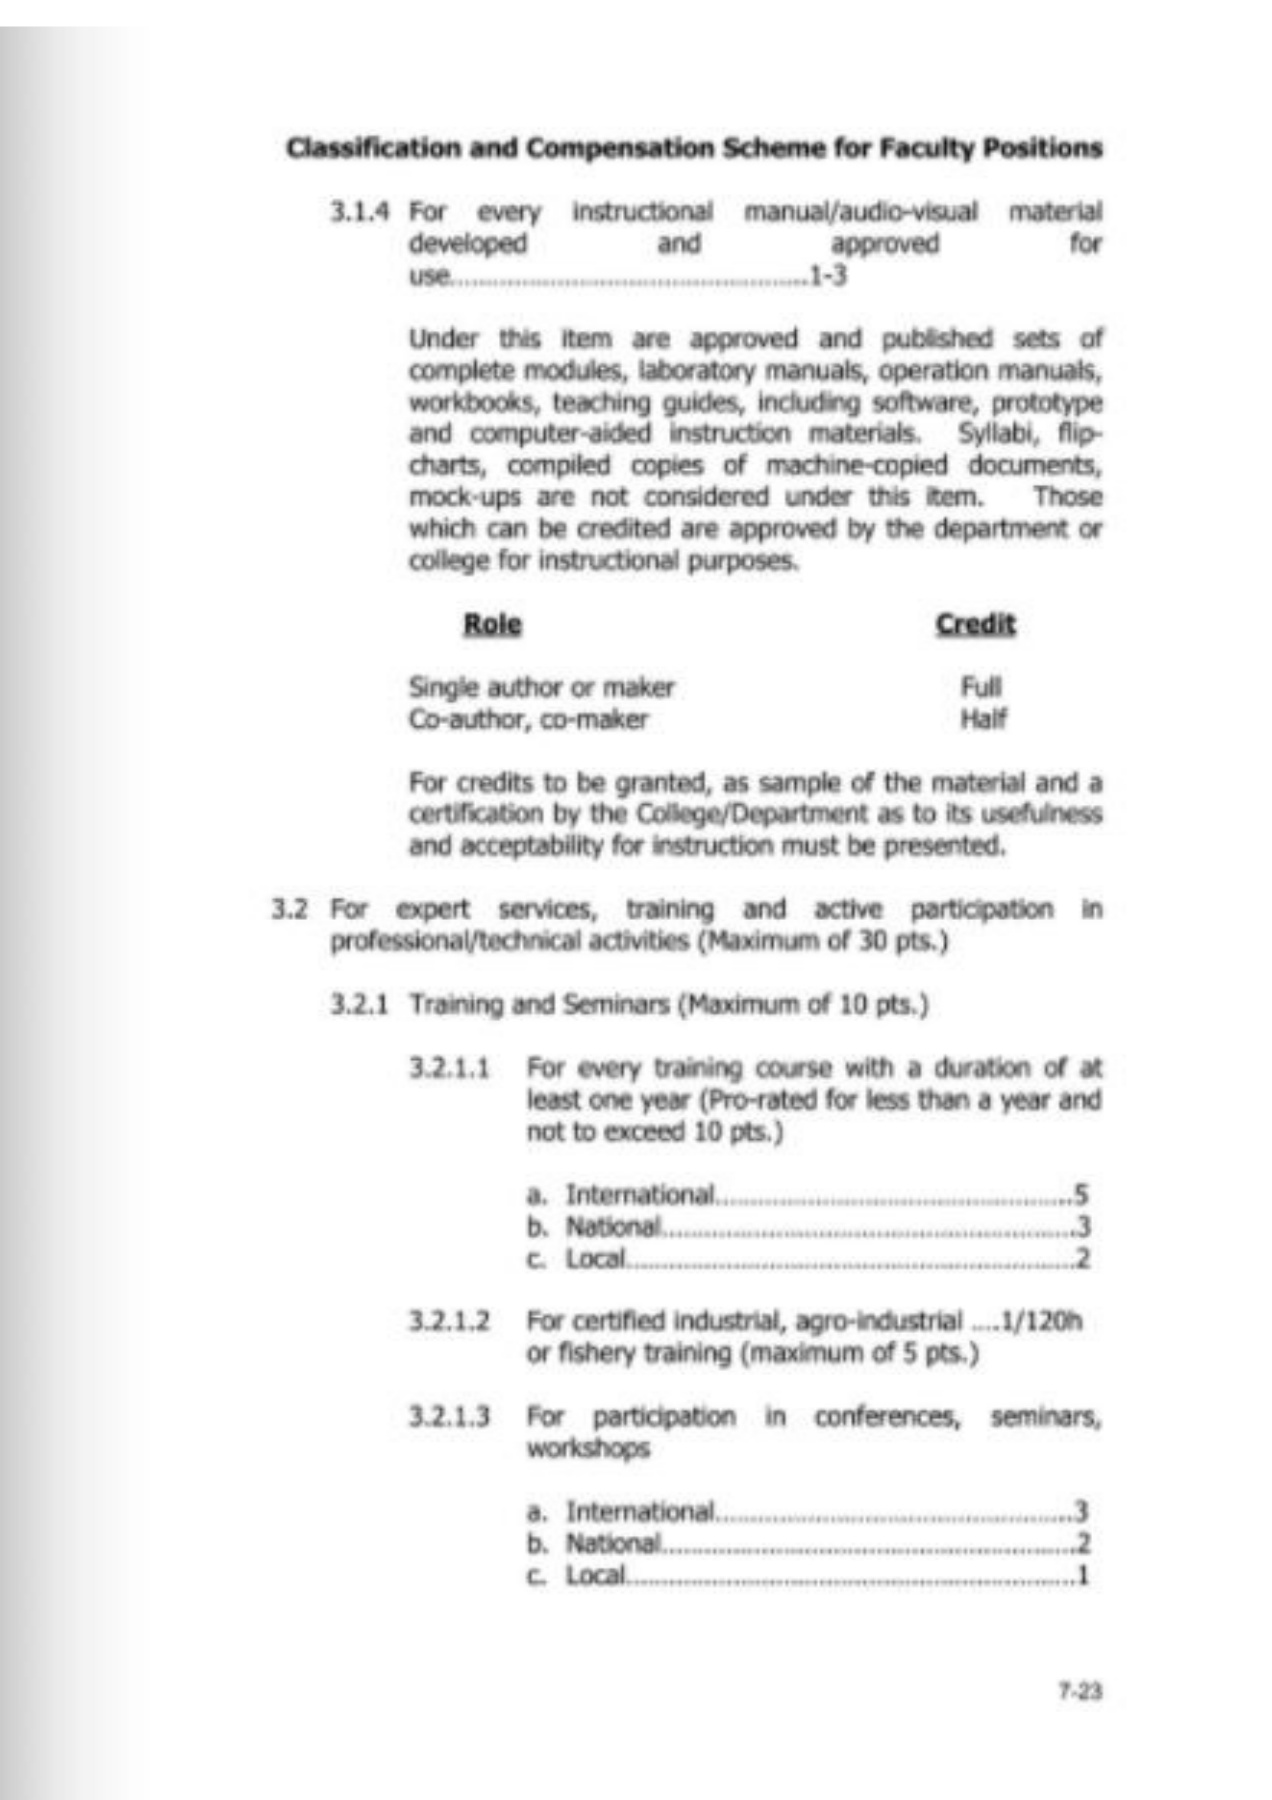 Classification and Compensation Scheme for Faculty Positions
3.1.4 For every instructional manual/audio-visual material
developed and approved for
use......................................................1-3
Under this item are approved and published sets of
complete modules, laboratory manuals, operation manuals,
workbooks, teaching guides, including software, prototype
and computer-aided instruction materials. Syllabi, flip-
charts, compiled copies of machine-copied documents,
mock-ups are not considered under this item. Those
which can be credited are approved by the department or
college for instructional purposes.
Role Credit
Single author or maker Full
Co-author, co-maker Half
For credits to be granted, as sample of the material and a
certification by the College/Department as to its usefulness
and acceptability for instruction must be presented.
3.2 For expert services, training and active participation in
professional/technical activities (Maximum of 30 pts.)
3.2.1 Training and Seminars (Maximum of 10 pts.)
3.2.1.1 For every training course with a duration of at
least one year (Pro-rated for less than a year and
not to exceed 10 pts.)
a. International......................................................5
b. National..............................................................3
c. Local....................................................................2
3.2.1.2 For certified industrial, agro-industrial ....1/120h
or fishery training (maximum of 5 pts.)
3.2.1.3 For participation in conferences, seminars,
workshops
a. International......................................................3
b. National..............................................................2
c. Local....................................................................1
7-23